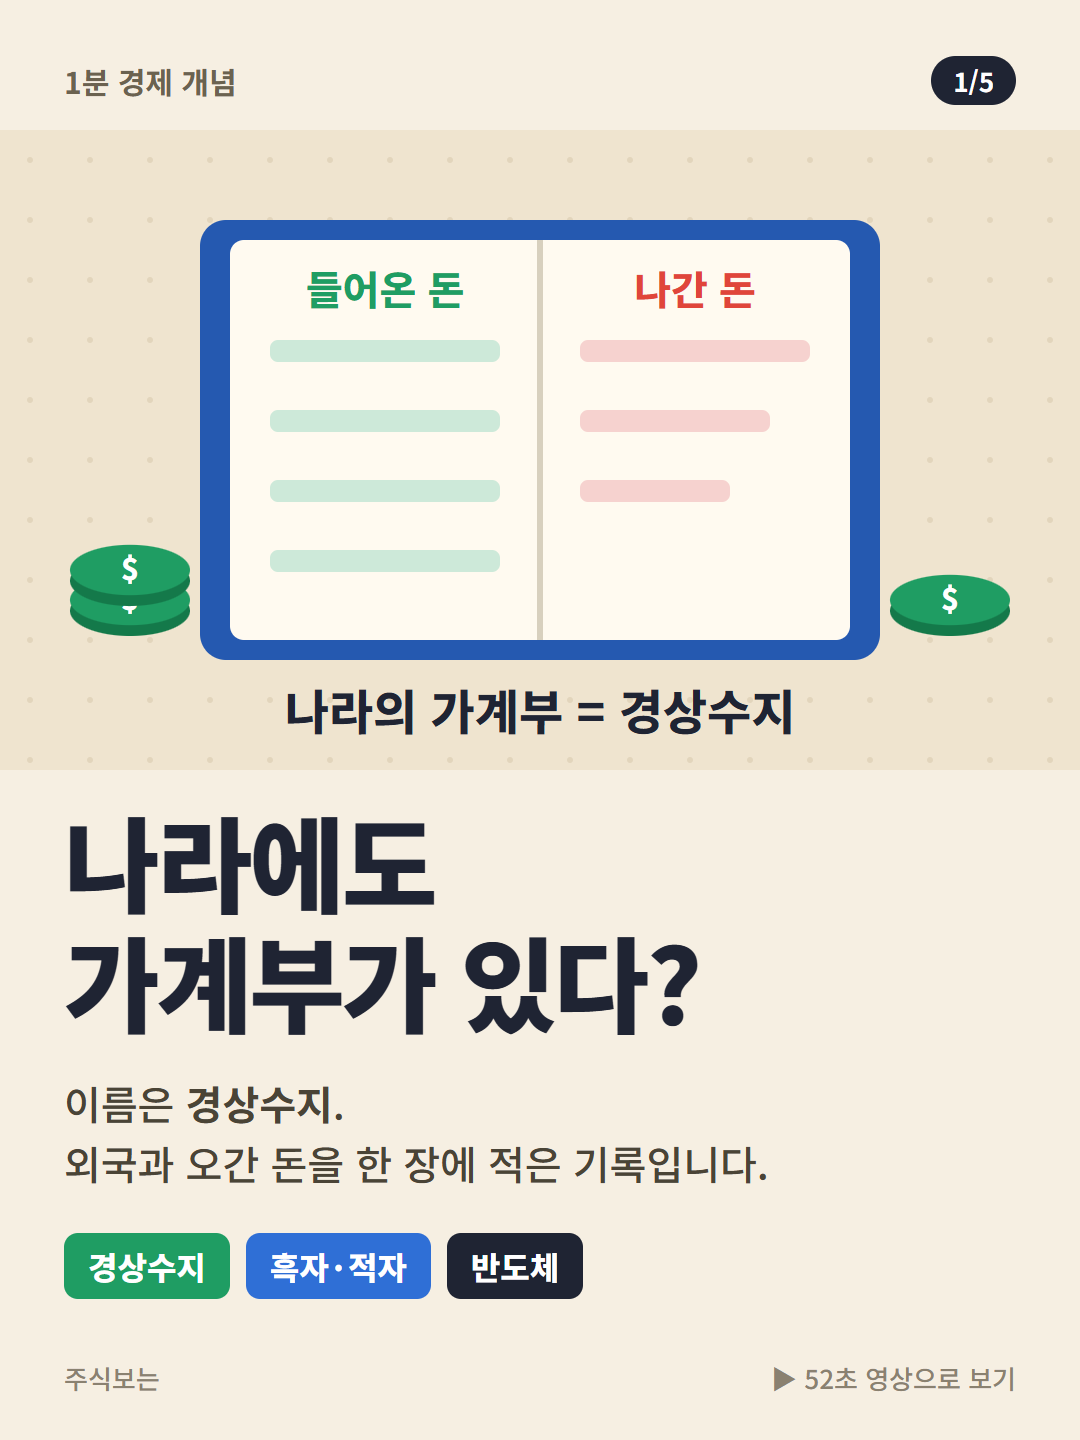 1분 경제 개념
1/5
들어온 돈
나간 돈
$
$
$
나라의 가계부 = 경상수지
나라에도
가계부가 있다?
이름은 경상수지.
외국과 오간 돈을 한 장에 적은 기록입니다.
경상수지
흑자·적자
반도체
주식보는
▶ 52초 영상으로 보기